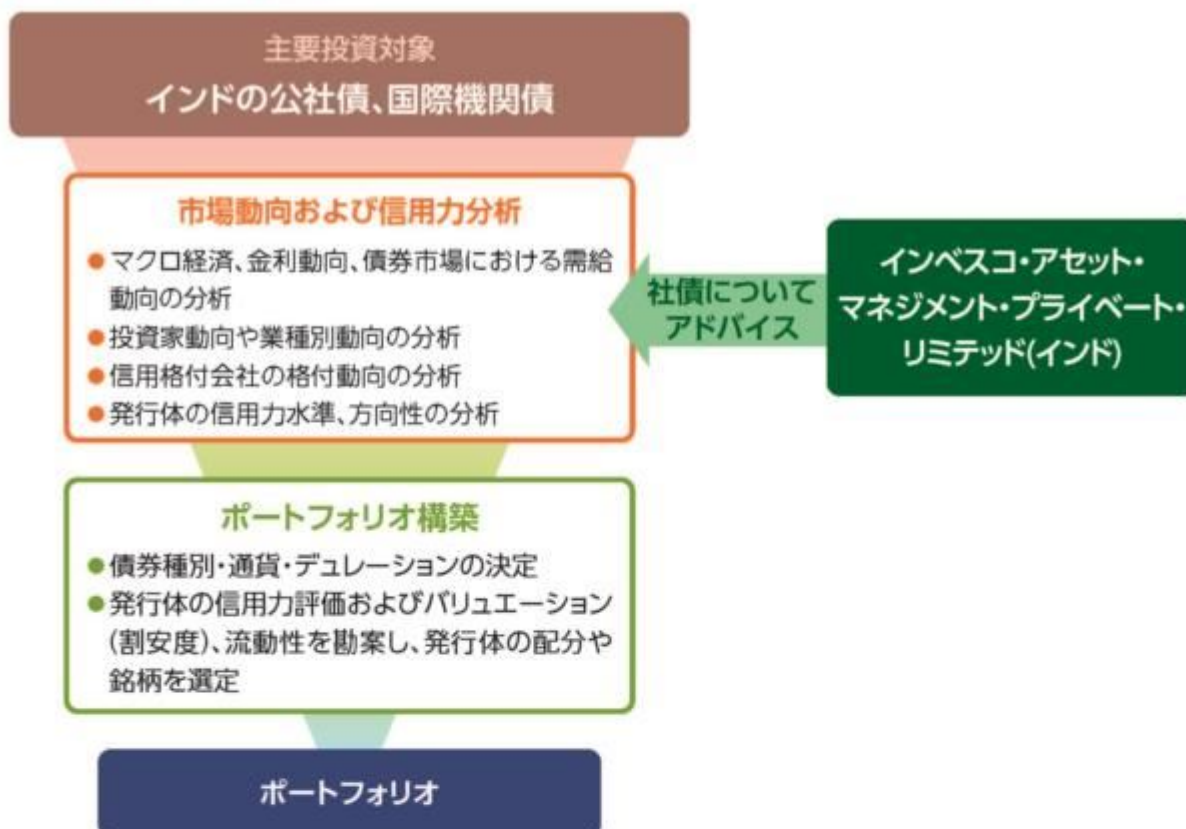 主要投資対象
インドの公社債、国際機関債
市場動向および信用力分析
●マクロ経済、金利動向、債券市場における需給
動向の分析
●投資家動向や業種別動向の分析
●信用格付会社の格付動向の分析
●発行体の信用力水準、方向性の分析
社債について
アドバイス
インベスコ・アセット・
マネジメント・プライベート・
リミテッド(インド)
ポートフォリオ構築
●債券種別・通貨・デュレーションの決定
●発行体の信用力評価およびバリュエーション
(割安度)、流動性を勘案し、発行体の配分や
銘柄を選定
ポートフォリオ